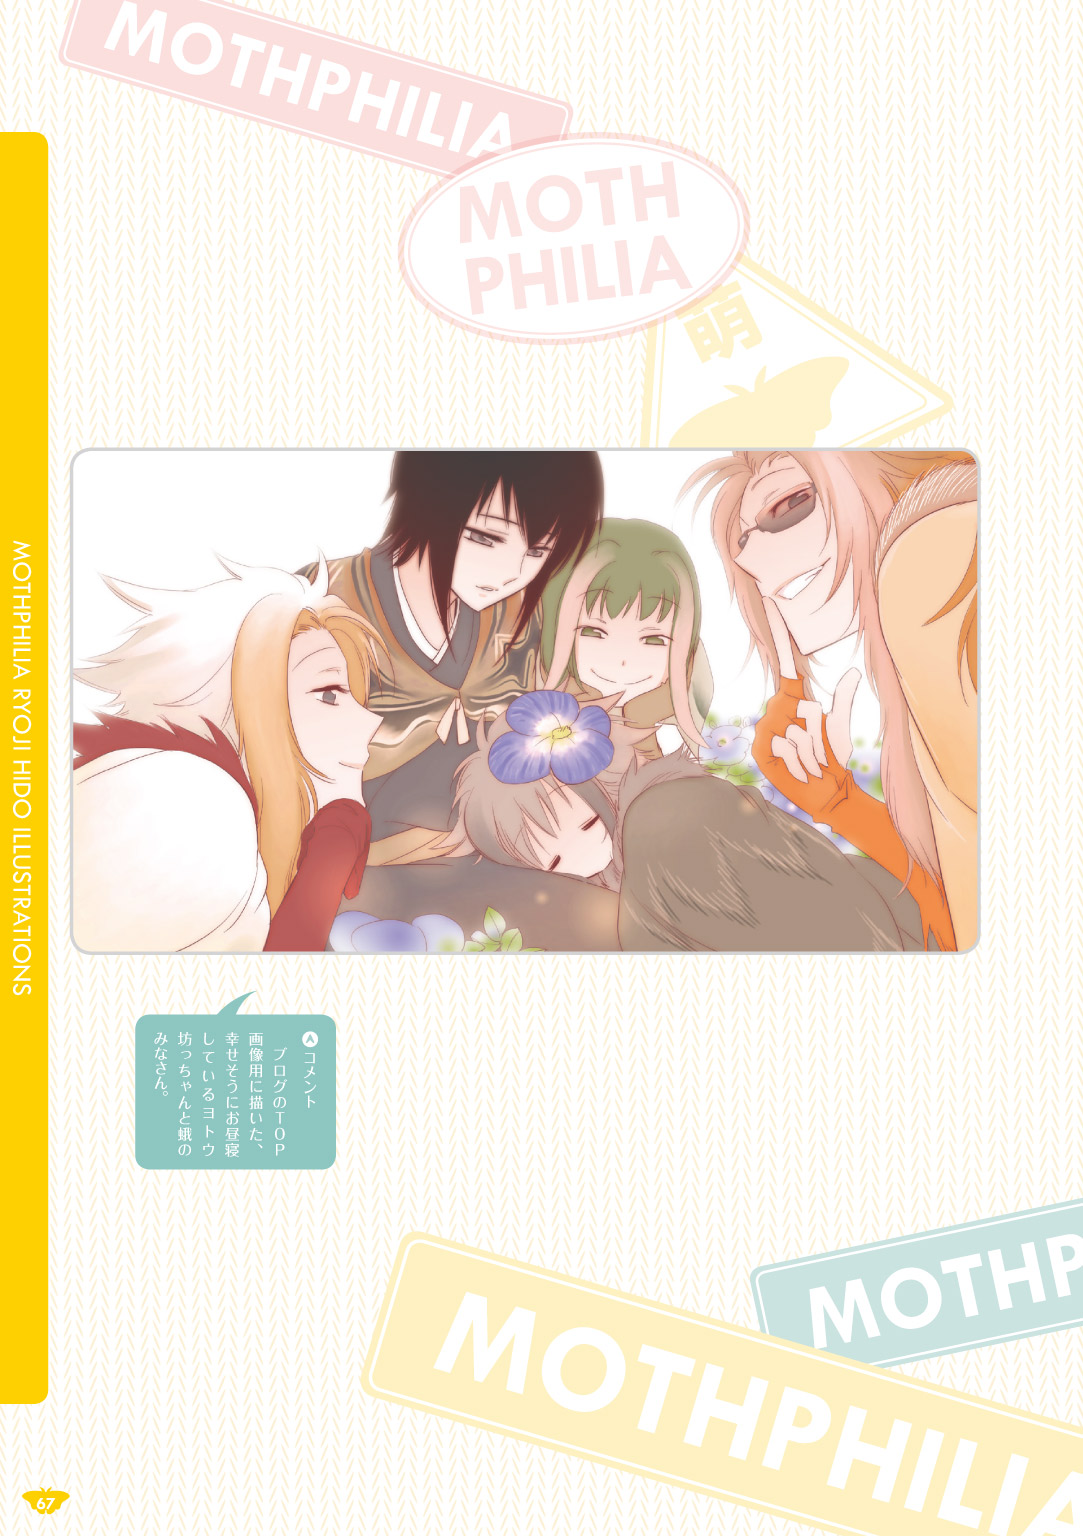 MOTHPHILIA
MOTH
PHILIA
萌
MOTHPHILIA RYOJI HIDO ILLUSTRATIONS
コメント
ブログのTOP
画像用に描いた、
幸せそうにお昼寝
しているヨトウ
坊っちゃんと蛾の
みなさん。
MOTHP
MOTHPHILIA
67